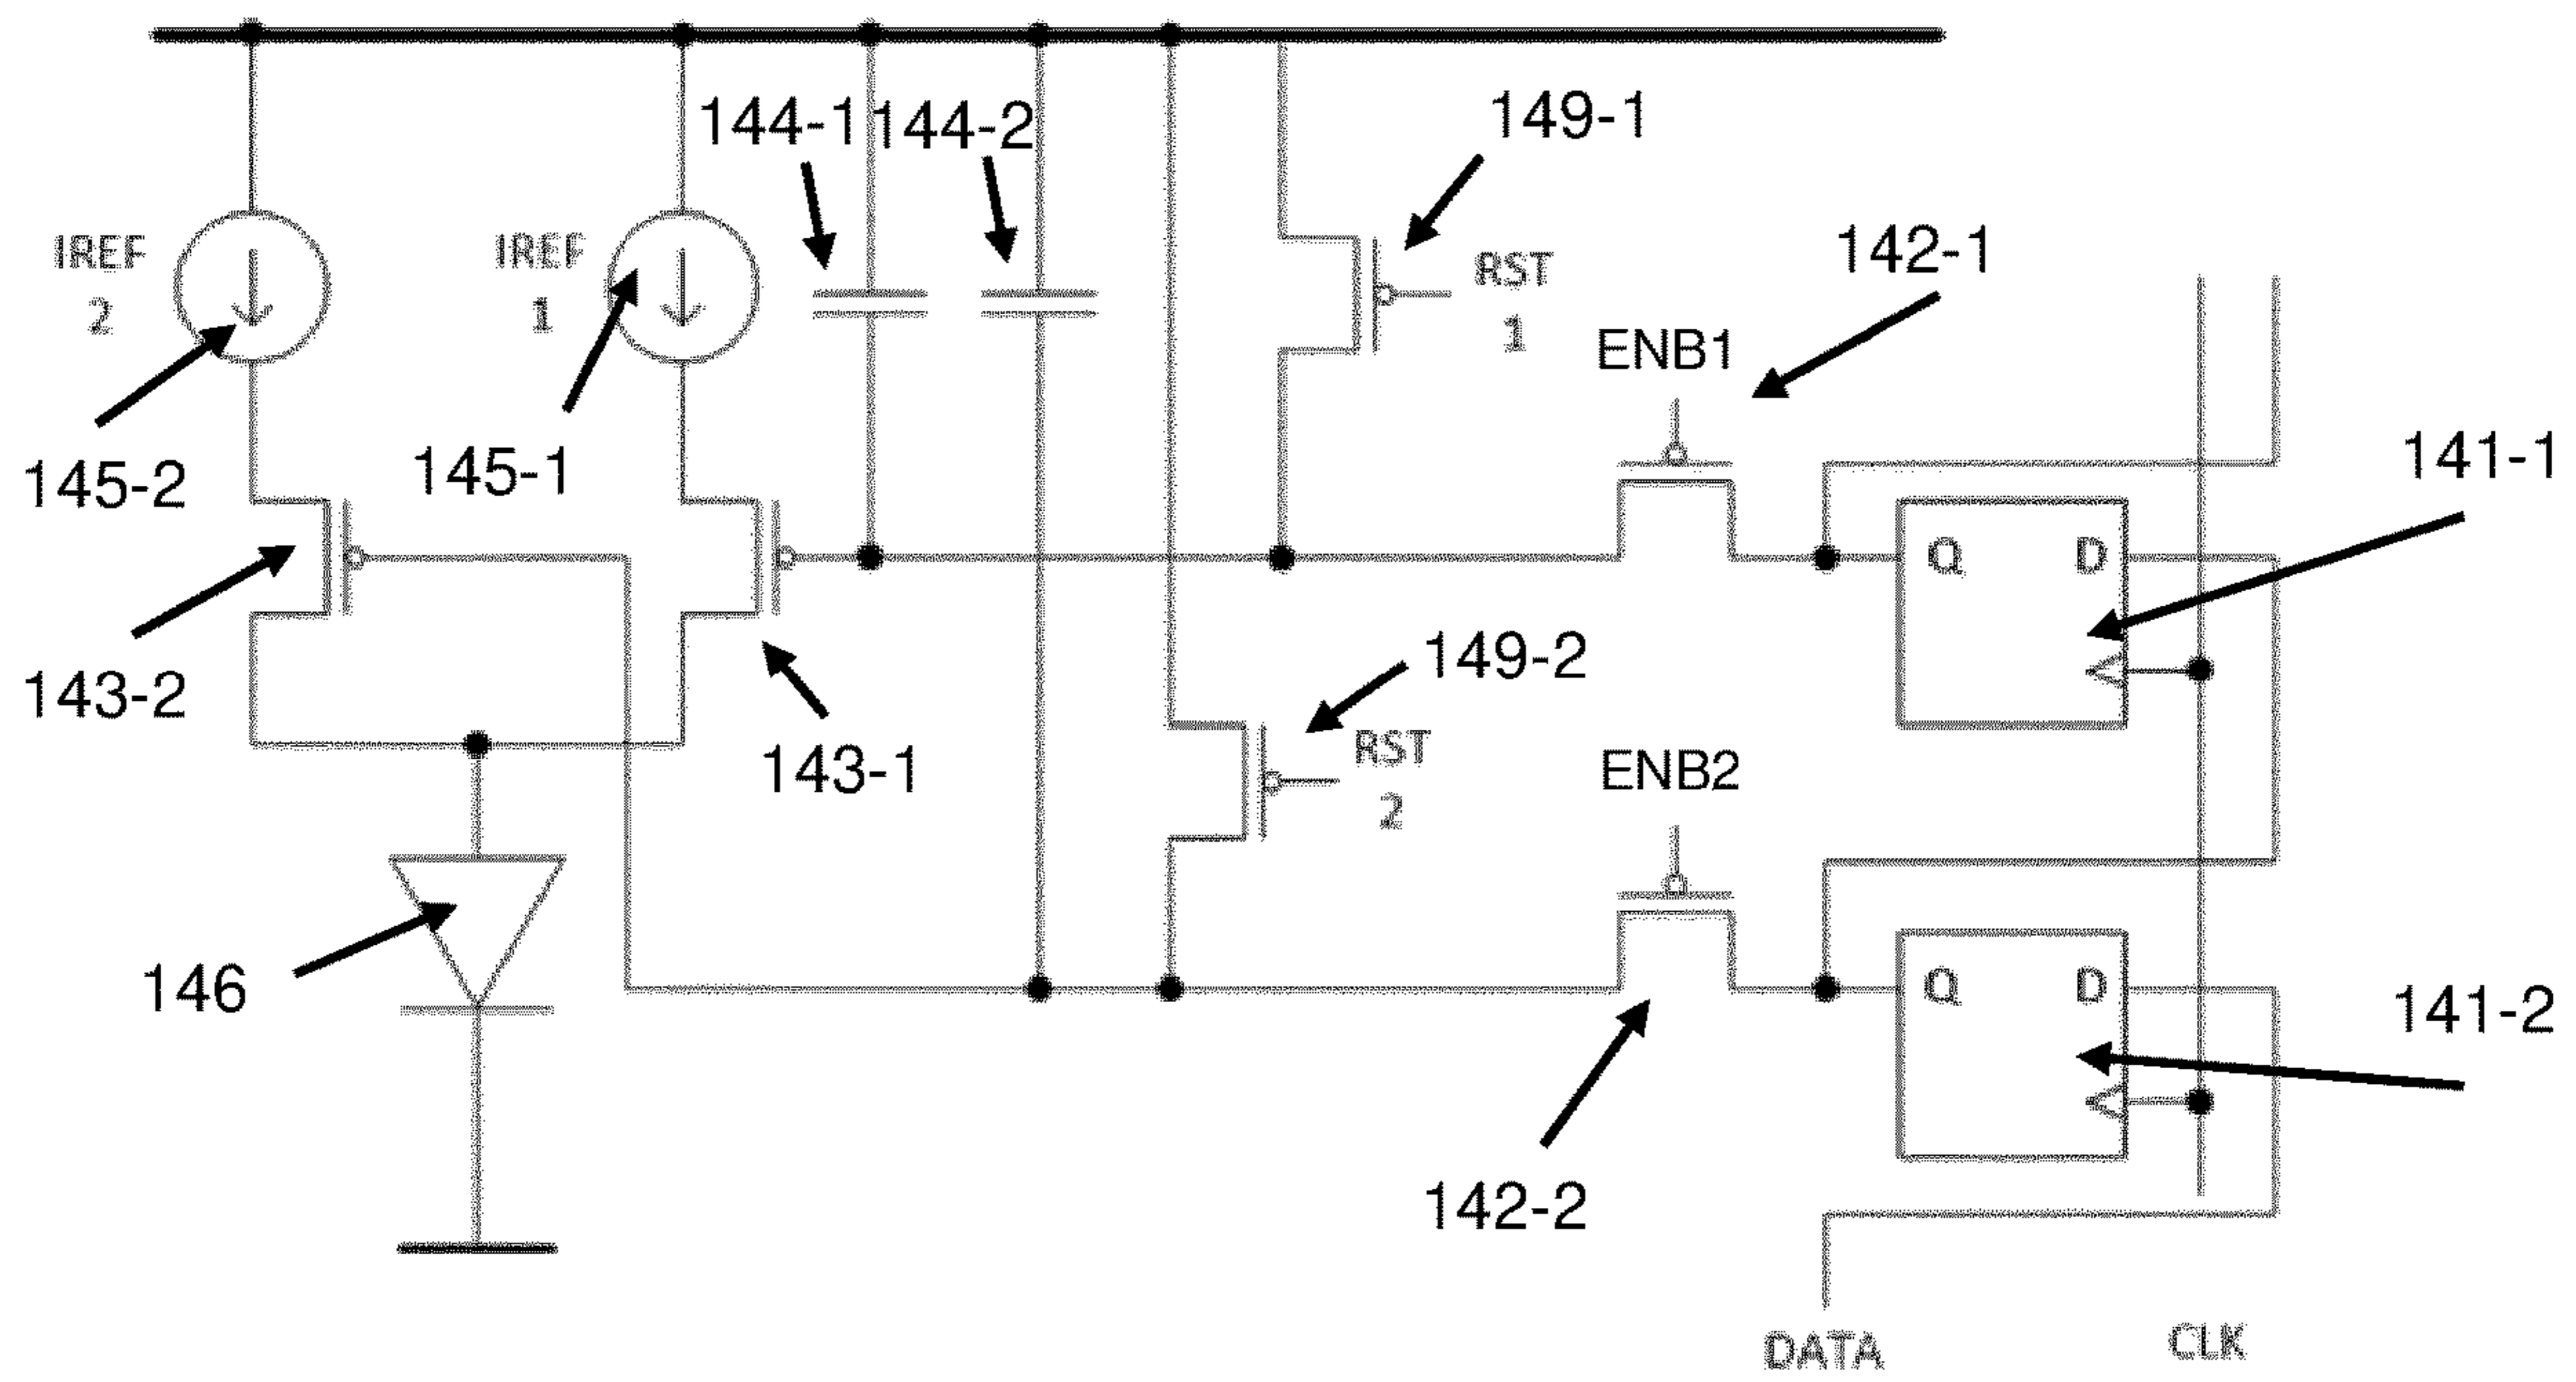 144-1
144-2
149-1
IREF
2
IREF
1
RST
1
142-1
ENB1
145-2
145-1
141-1
Q
D
143-2
143-1
149-2
RST
2
ENB2
146
Q
D
141-2
142-2
DATA
CLK